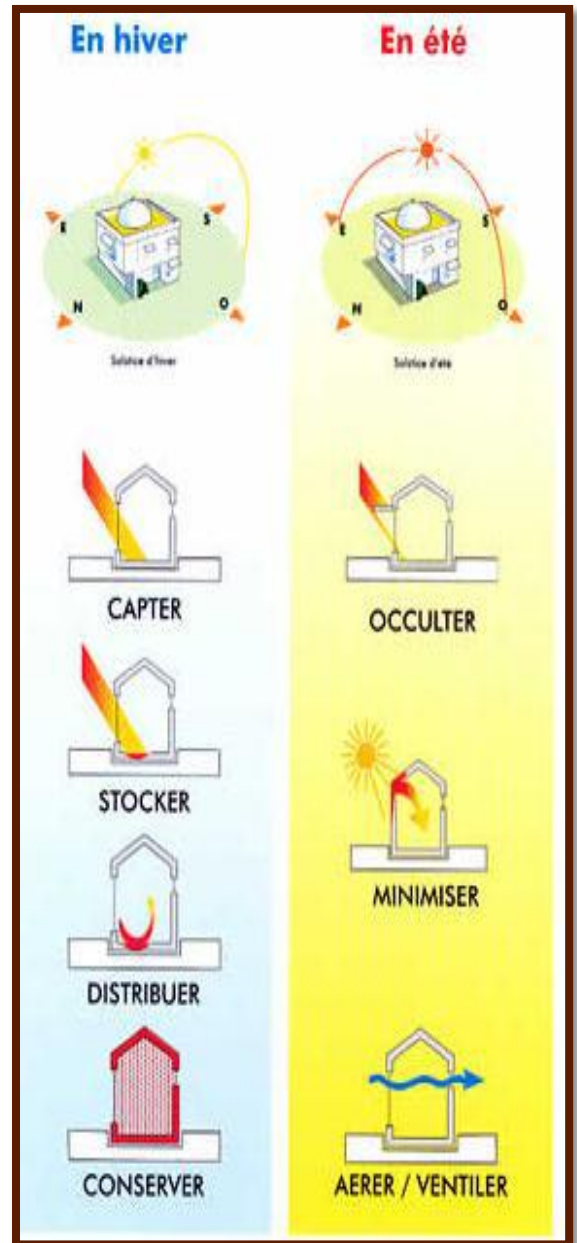 En hiver
E
S
N
O
Solstice d'hiver
CAPTER
STOCKER
DISTRIBUER
CONSERVER
En été
E
S
N
O
Solstice d'été
OCCULTER
MINIMISER
AERER / VENTILER